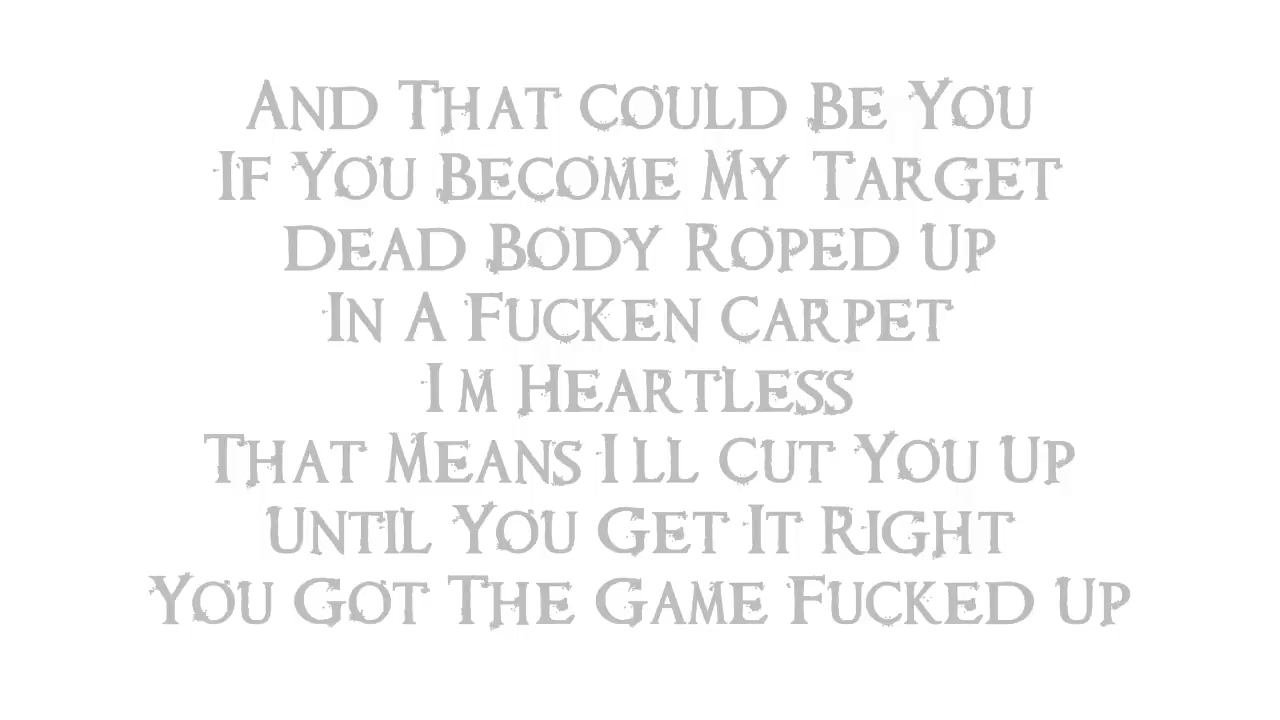 And That Could Be You
If You Become My Target
Dead Body Roped Up
In A Fucken Carpet
I m Heartless
That Means I ll Cut You Up
Until You Get It Right
You Got The Game Fucked Up